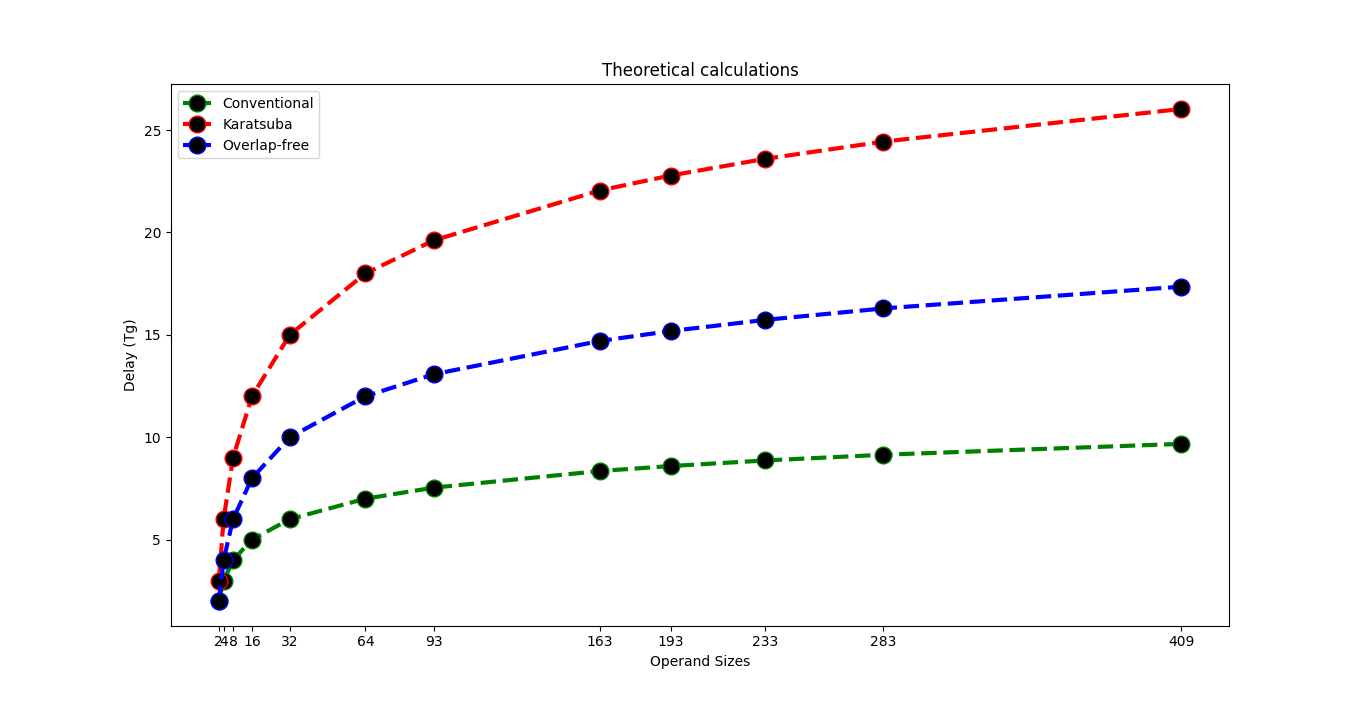 Theoretical calculations
Conventional
Karatsuba
Overlap-free
25
20
15
10
5
Delay (Tg)
2 4 8 16 32 64 93 163 193 233 283 409
Operand Sizes